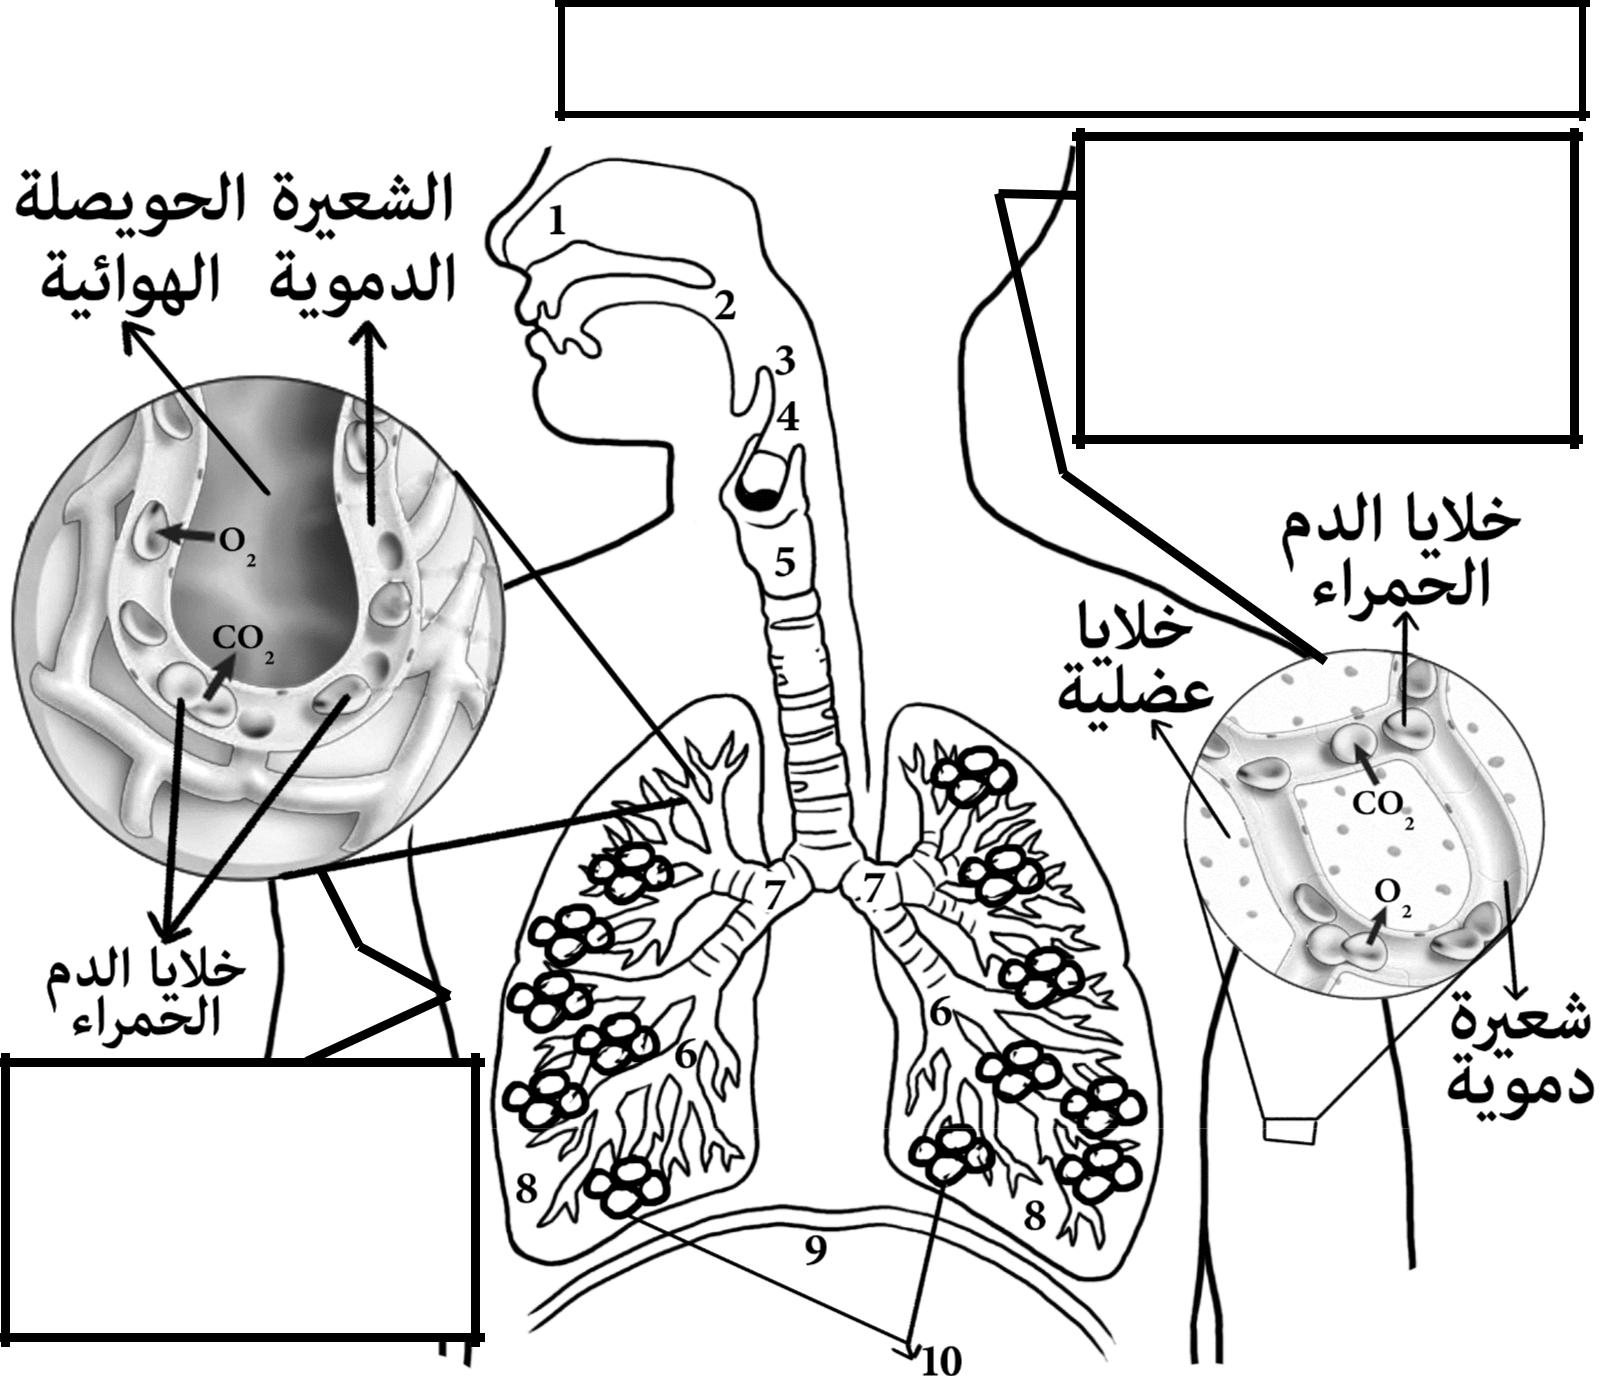 الحويصلة
الهوائية
الشعيرة
الدموية
O2
CO2
خلايا الدم
الحمراء
1
2
3
4
5
6
6
7
7
8
8
9
10
خلايا الدم
الحمراء
خلايا
عضلية
CO2
O2
شعيرة
دموية